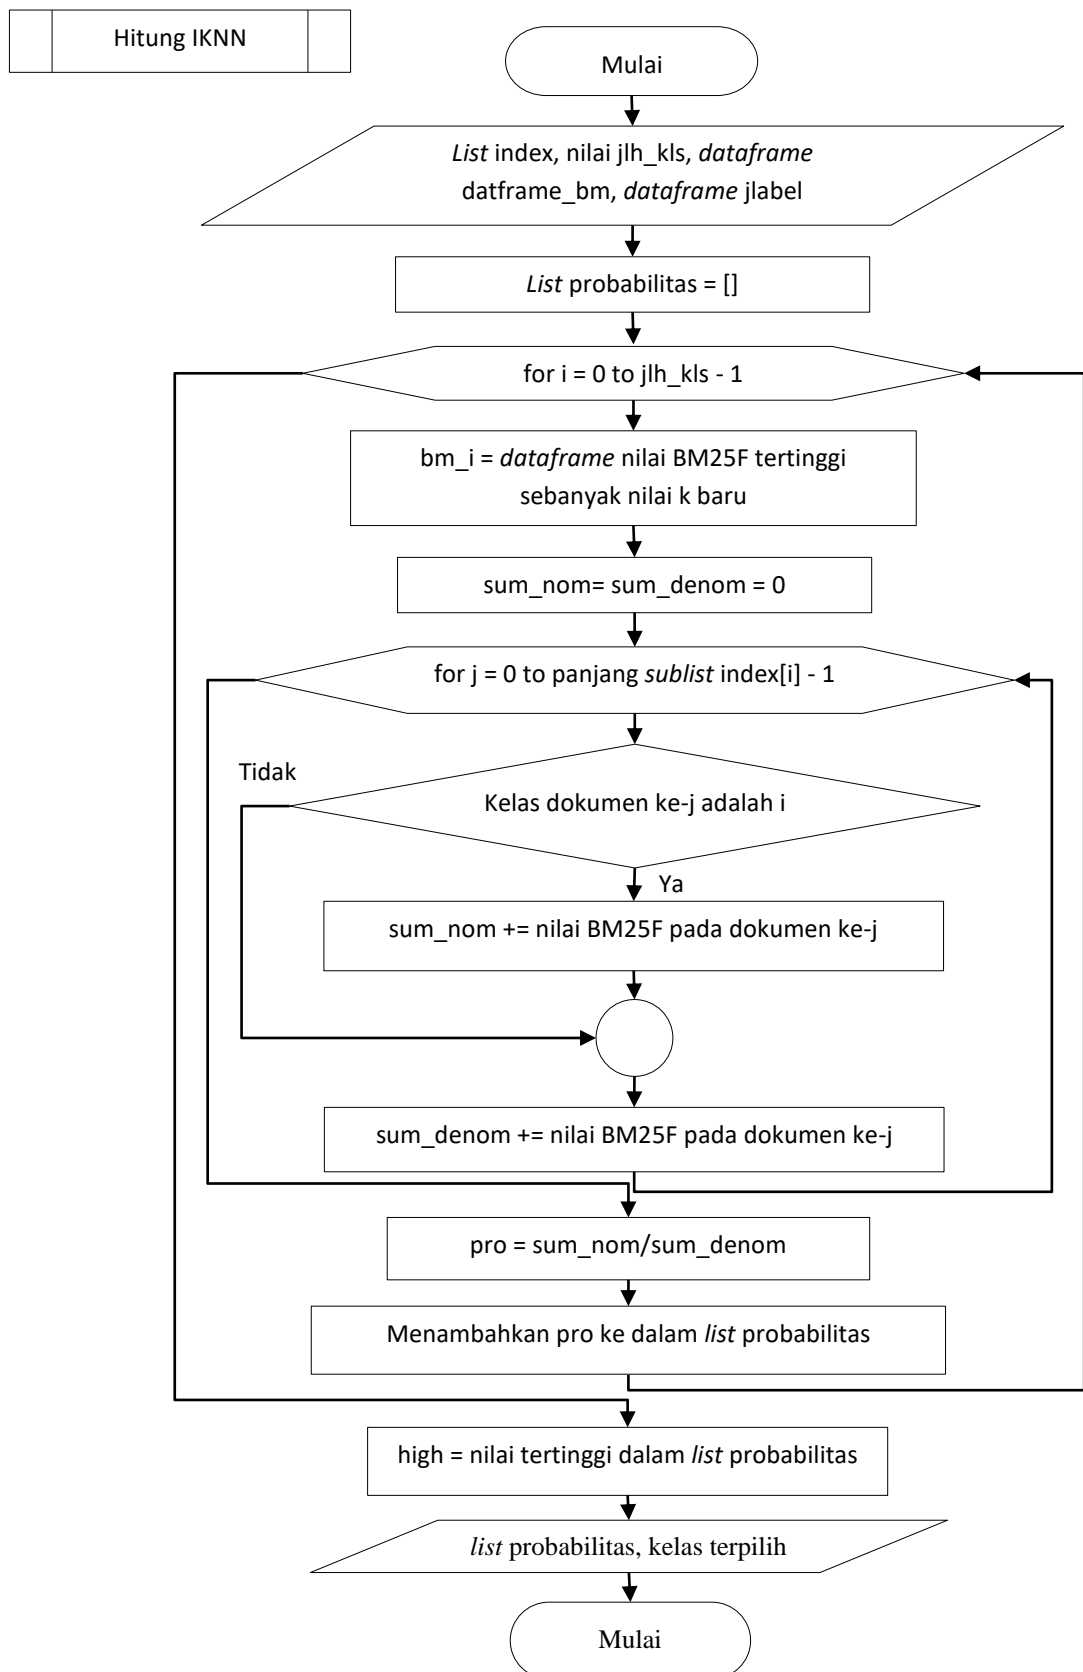 Hitung IKNN
Mulai
List index, nilai jlh_kls, dataframe
datframe_bm, dataframe jlabel
List probabilitas = []
for i = 0 to jlh_kls - 1
bm_i = dataframe nilai BM25F tertinggi
sebanyak nilai k baru
sum_nom= sum_denom = 0
for j = 0 to panjang sublist index[i] - 1
Tidak
Kelas dokumen ke-j adalah i
Ya
sum_nom += nilai BM25F pada dokumen ke-j
sum_denom += nilai BM25F pada dokumen ke-j
pro = sum_nom/sum_denom
Menambahkan pro ke dalam list probabilitas
high = nilai tertinggi dalam list probabilitas
list probabilitas, kelas terpilih
Mulai